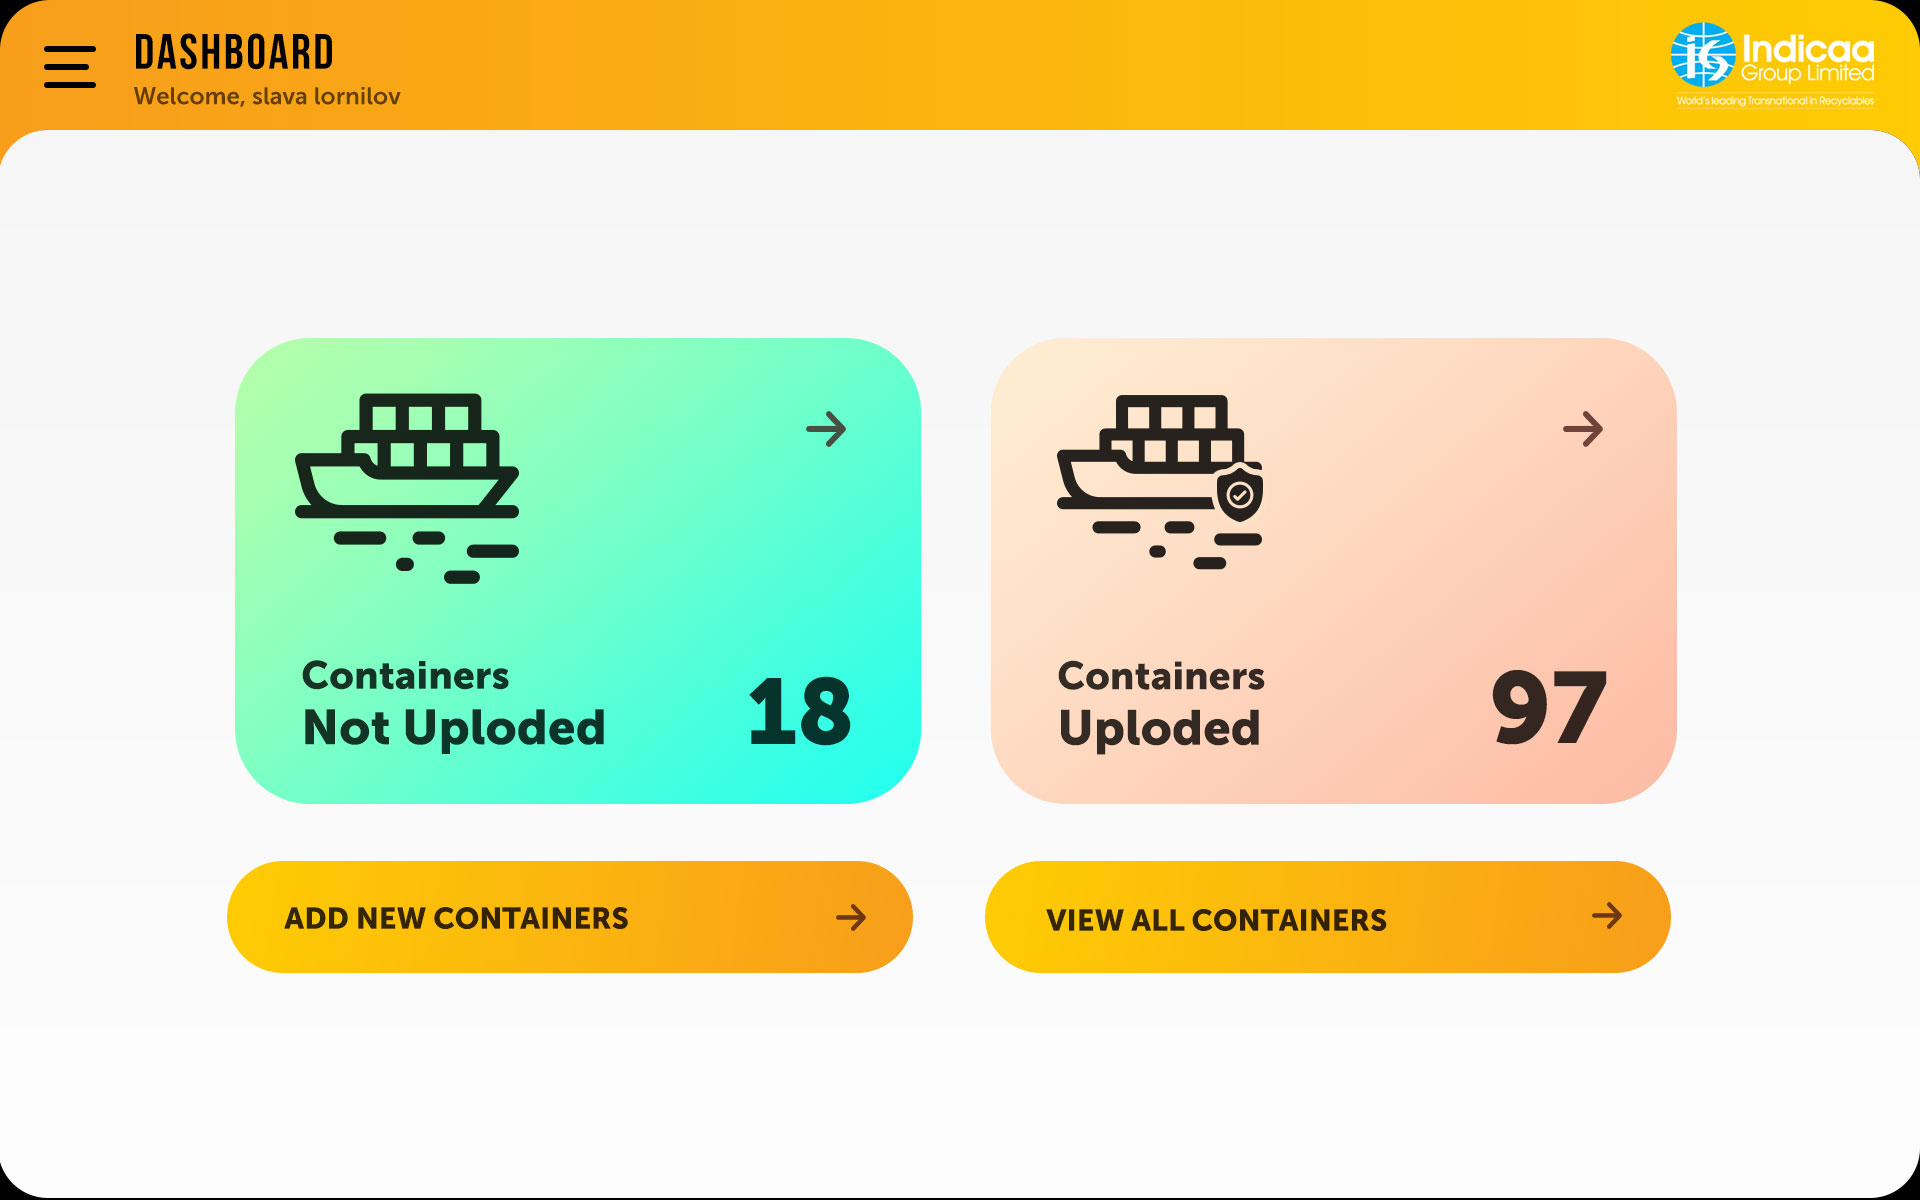 DASHBOARD
Welcome, slava lornilov
Indicaa
Group Limited
World's leading Transnational in Recyclables
Containers
Not Uploded
18
Containers
Uploded
97
ADD NEW CONTAINERS
VIEW ALL CONTAINERS